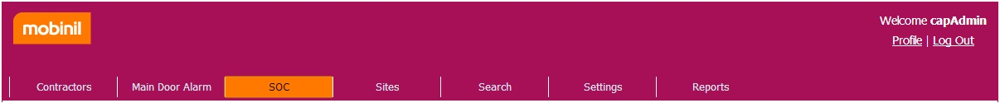 mobinil
Welcome capAdmin
Profile | Log Out
Contractors Main Door Alarm SOC Sites Search Settings Reports